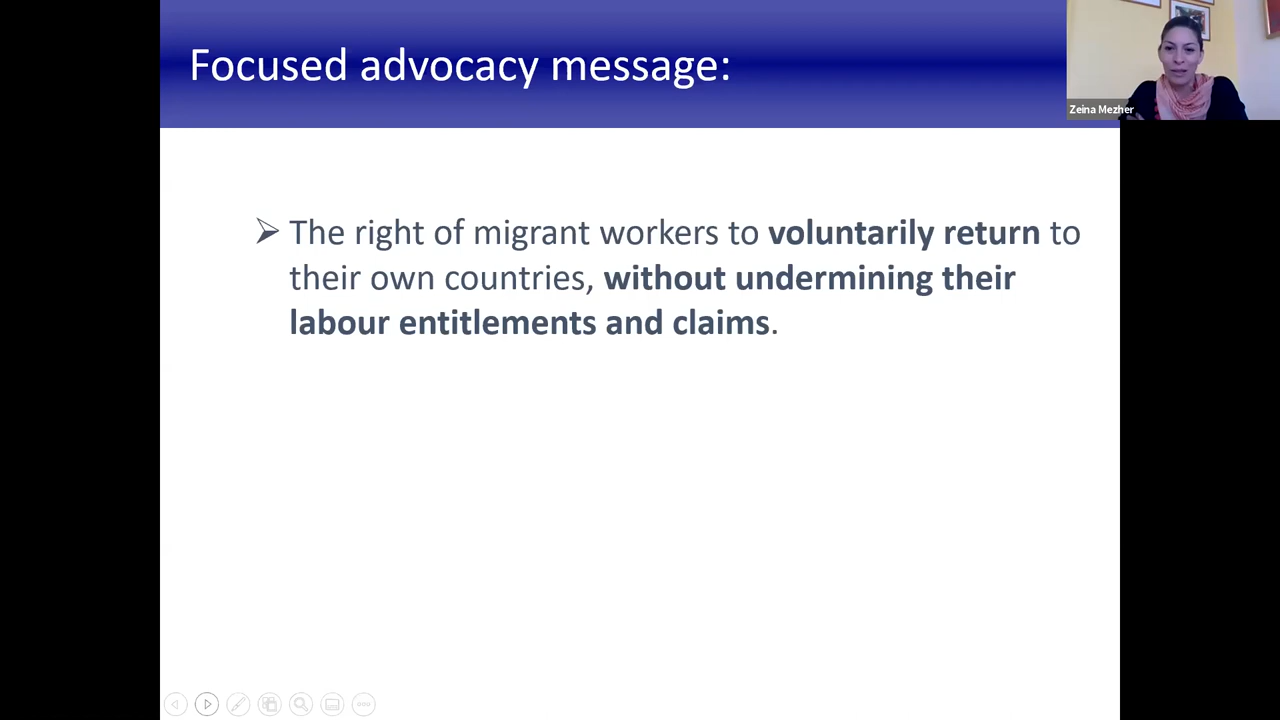 Focused advocacy message:
Zeina Mezher
➢ The right of migrant workers to voluntarily return to
their own countries, without undermining their
labour entitlements and claims.